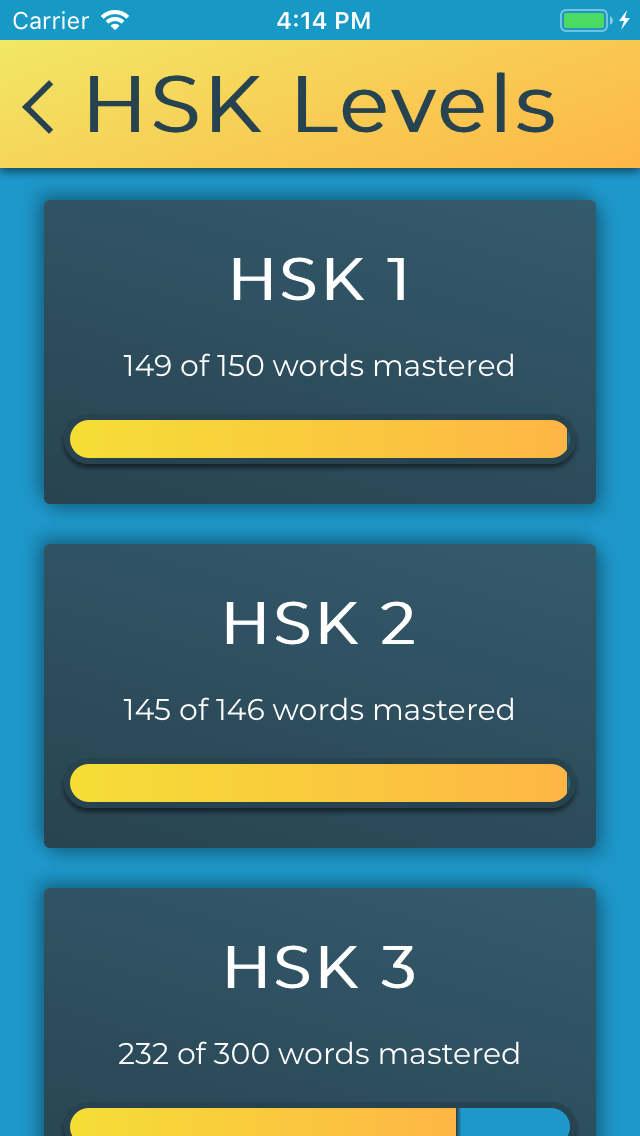 Carrier 4:14 PM
HSK Levels
HSK 1
149 of 150 words mastered
HSK 2
145 of 146 words mastered
HSK 3
232 of 300 words mastered